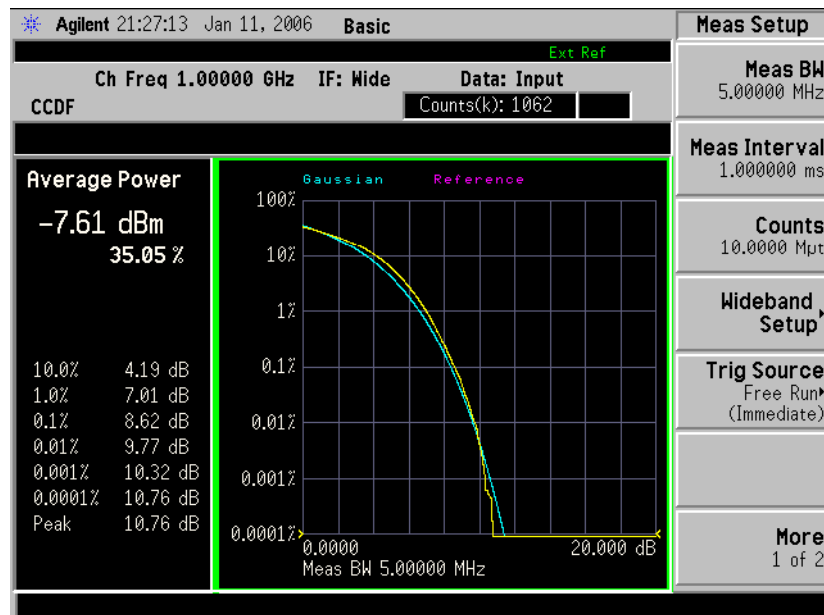 Agilent 21:27:13 Jan 11, 2006 Basic
Meas Setup
Ext Ref
Ch Freq 1.00000 GHz IF: Wide Data: Input
CCDF
Counts(k): 1062
Average Power
-7.61 dBm
35.05 %
10.0% 4.19 dB
1.0% 7.01 dB
0.1% 8.62 dB
0.01% 9.77 dB
0.001% 10.32 dB
0.0001% 10.76 dB
Peak 10.76 dB
Gaussian Reference
100%
10%
1%
0.1%
0.01%
0.001%
0.0001%
0.0000 20.000 dB
Meas BW 5.00000 MHz
Meas BW
5.00000 MHz
Meas Interval
1.000000 ms
Counts
10.0000 Mpt
Wideband
Setup
Trig Source
Free Run
(Immediate)
More
1 of 2